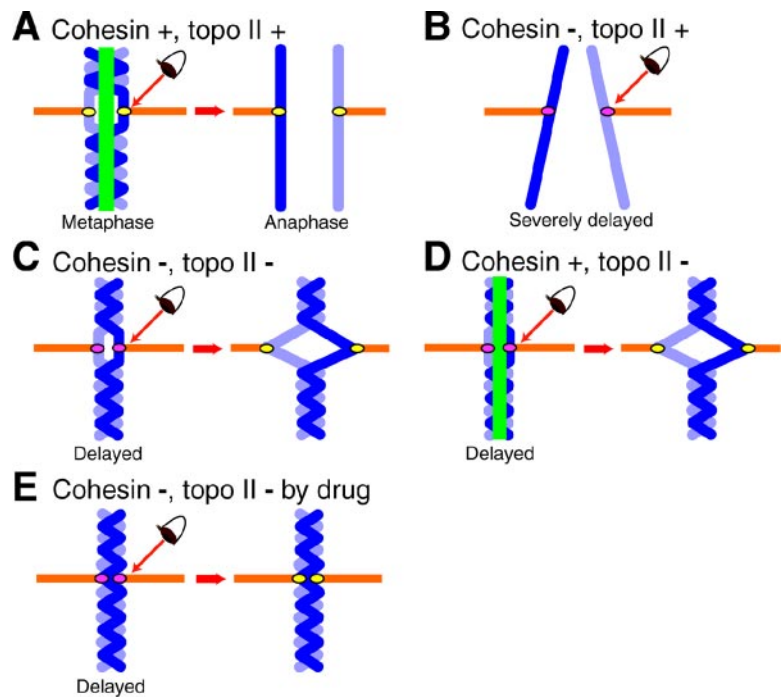 A Cohesin +, topo II +
Metaphase
Anaphase
B Cohesin -, topo II +
Severely delayed
C Cohesin -, topo II -
Delayed
D Cohesin +, topo II -
Delayed
E Cohesin -, topo II - by drug
Delayed